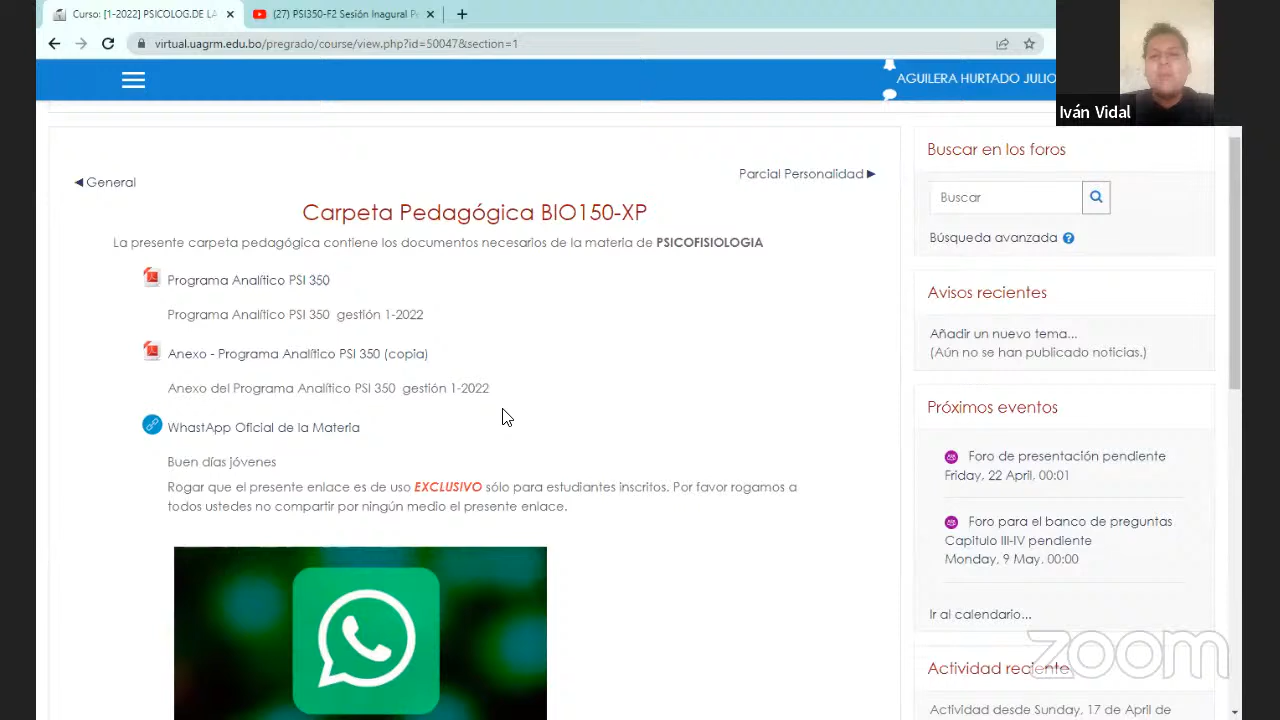 Curso: [1-2022] PSICOLOG.DE LA
(27) PSI350-F2 Sesión Inagural P
virtual.uagrm.edu.bo/pregrado/course/view.php?id=50047&section=1
AGUILERA HURTADO JULIO
Iván Vidal
◀ General
Parcial Personalidad ▶
Carpeta Pedagógica BIO150-XP
La presente carpeta pedagógica contiene los documentos necesarios de la materia de PSICOFISIOLOGIA
Programa Analítico PSI 350
Programa Analítico PSI 350 gestión 1-2022
Anexo - Programa Analítico PSI 350 (copia)
Anexo del Programa Analítico PSI 350 gestión 1-2022
WhastApp Oficial de la Materia
Buen días jóvenes
Rogar que el presente enlace es de uso EXCLUSIVO sólo para estudiantes inscritos. Por favor rogamos a
todos ustedes no compartir por ningún medio el presente enlace.
Buscar en los foros
Buscar
Búsqueda avanzada
Avisos recientes
Añadir un nuevo tema...
(Aún no se han publicado noticias.)
Próximos eventos
Foro de presentación pendiente
Friday, 22 April, 00:01
Foro para el banco de preguntas
Capítulo III-IV pendiente
Monday, 9 May, 00:00
Ir al calendario...
zoom
Actividad reciente
Actividad desde Sunday, 17 de April de